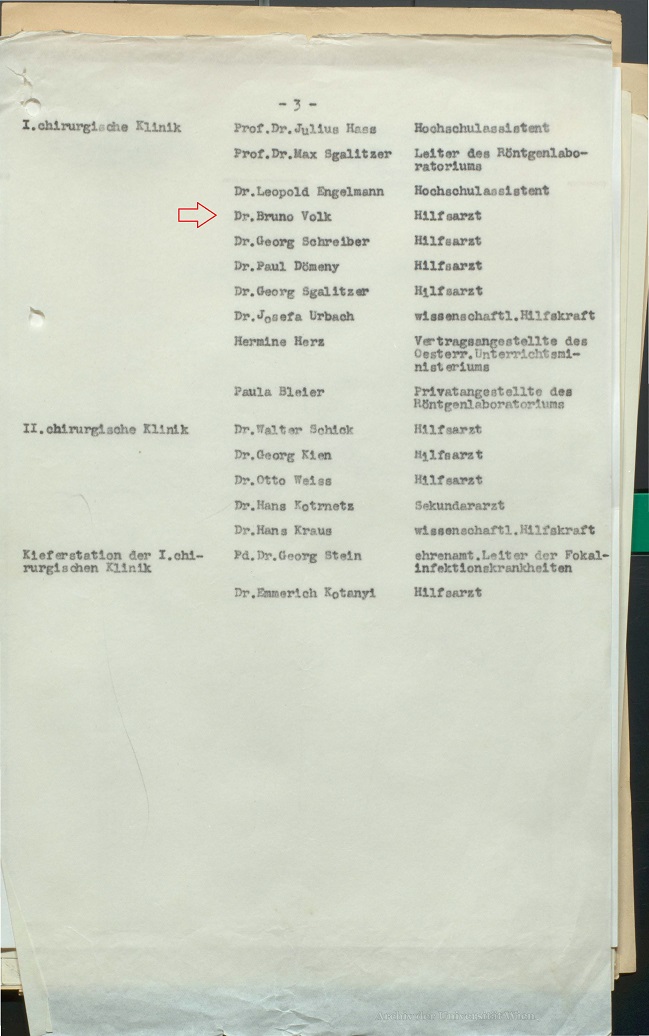 - 3 -
I.chirurgische Klinik Prof.Dr.Julius Hass Hochschulassistent
Prof.Dr.Max Sgalitzer Leiter des Röntgenlabo-
ratoriums
Dr.Leopold Engelmann Hochschulassistent
Dr.Bruno Volk Hilfsarzt
Dr.Georg Schreiber Hilfsarzt
Dr.Paul Dömeny Hilfsarzt
Dr.Georg Sgalitzer Hilfsarzt
Dr.Josefa Urbach wissenschaftl.Hilfskraft
Hermine Herz Vertragsangestellte des
Oesterr.Unterrichtsmi-
nisteriums
Paula Bleier Privatangestellte des
Röntgenlaboratoriums
II.chirurgische Klinik Dr.Walter Schick Hilfsarzt
Dr.Georg Kien Hilfsarzt
Dr.Otto Weiss Hilfsarzt
Dr.Hans Kotrnetz Sekundararzt
Dr.Hans Kraus wissenschaftl.Hilfskraft
Kieferstation der I.chi- Pd.Dr.Georg Stein ehrenamt.Leiter der Fokal-
rurgischen Klinik infektionskrankheiten
Dr.Emmerich Kotanyi Hilfsarzt
Archiv der Universität Wien